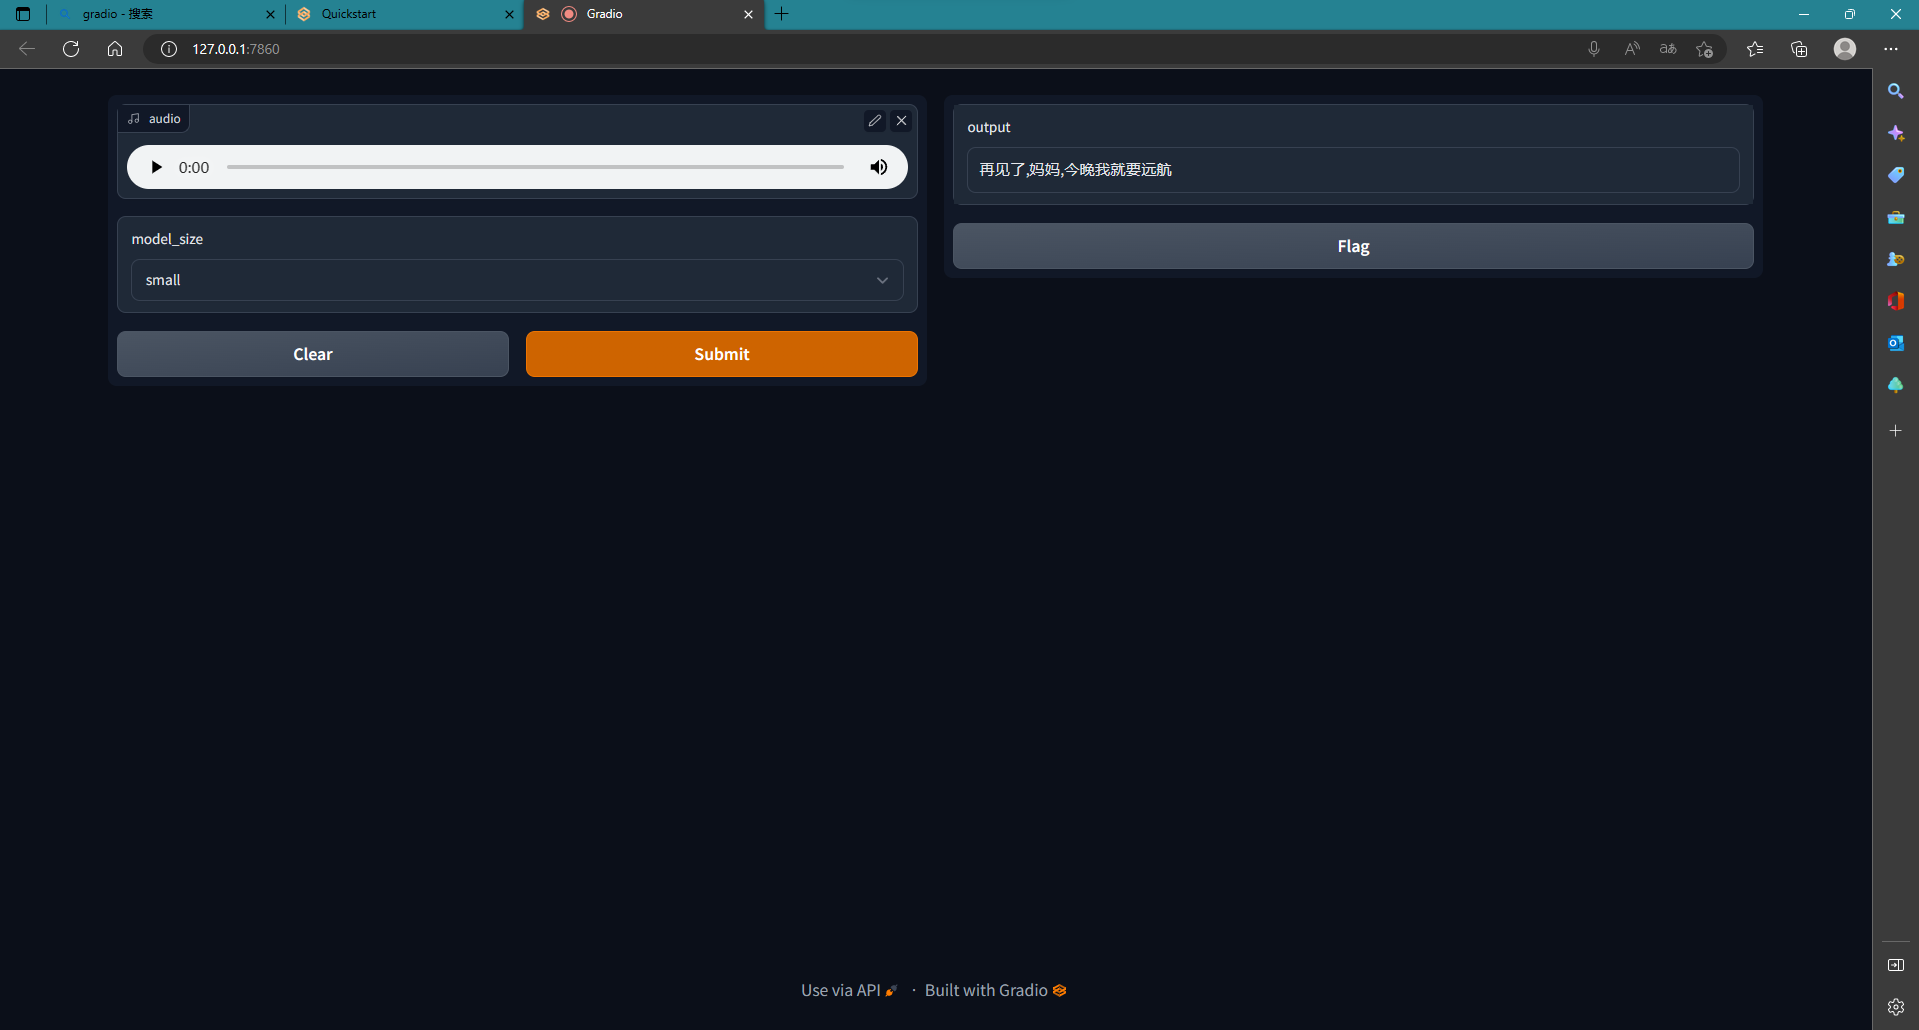 gradio - 搜索
Quickstart
Gradio
127.0.0.1:7860
audio
0:00
model_size
small
Clear
Submit
output
再见了,妈妈,今晚我就要远航
Flag
Use via API · Built with Gradio